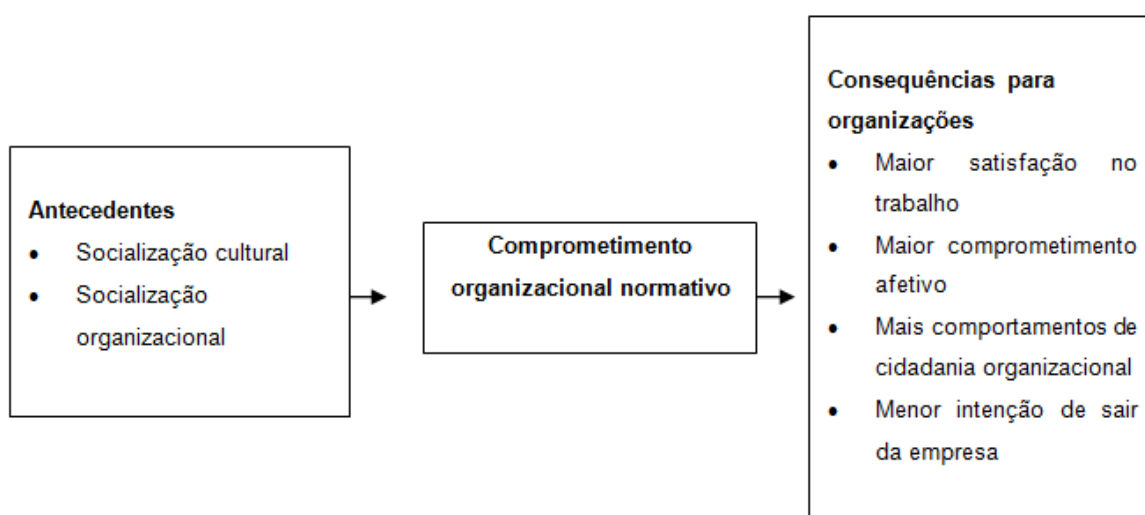 Antecedentes
• Socialização cultural
• Socialização
organizacional
Comprometimento
organizacional normativo
Consequências para
organizações
• Maior satisfação no
trabalho
• Maior comprometimento
afetivo
• Mais comportamentos de
cidadania organizacional
• Menor intenção de sair
da empresa